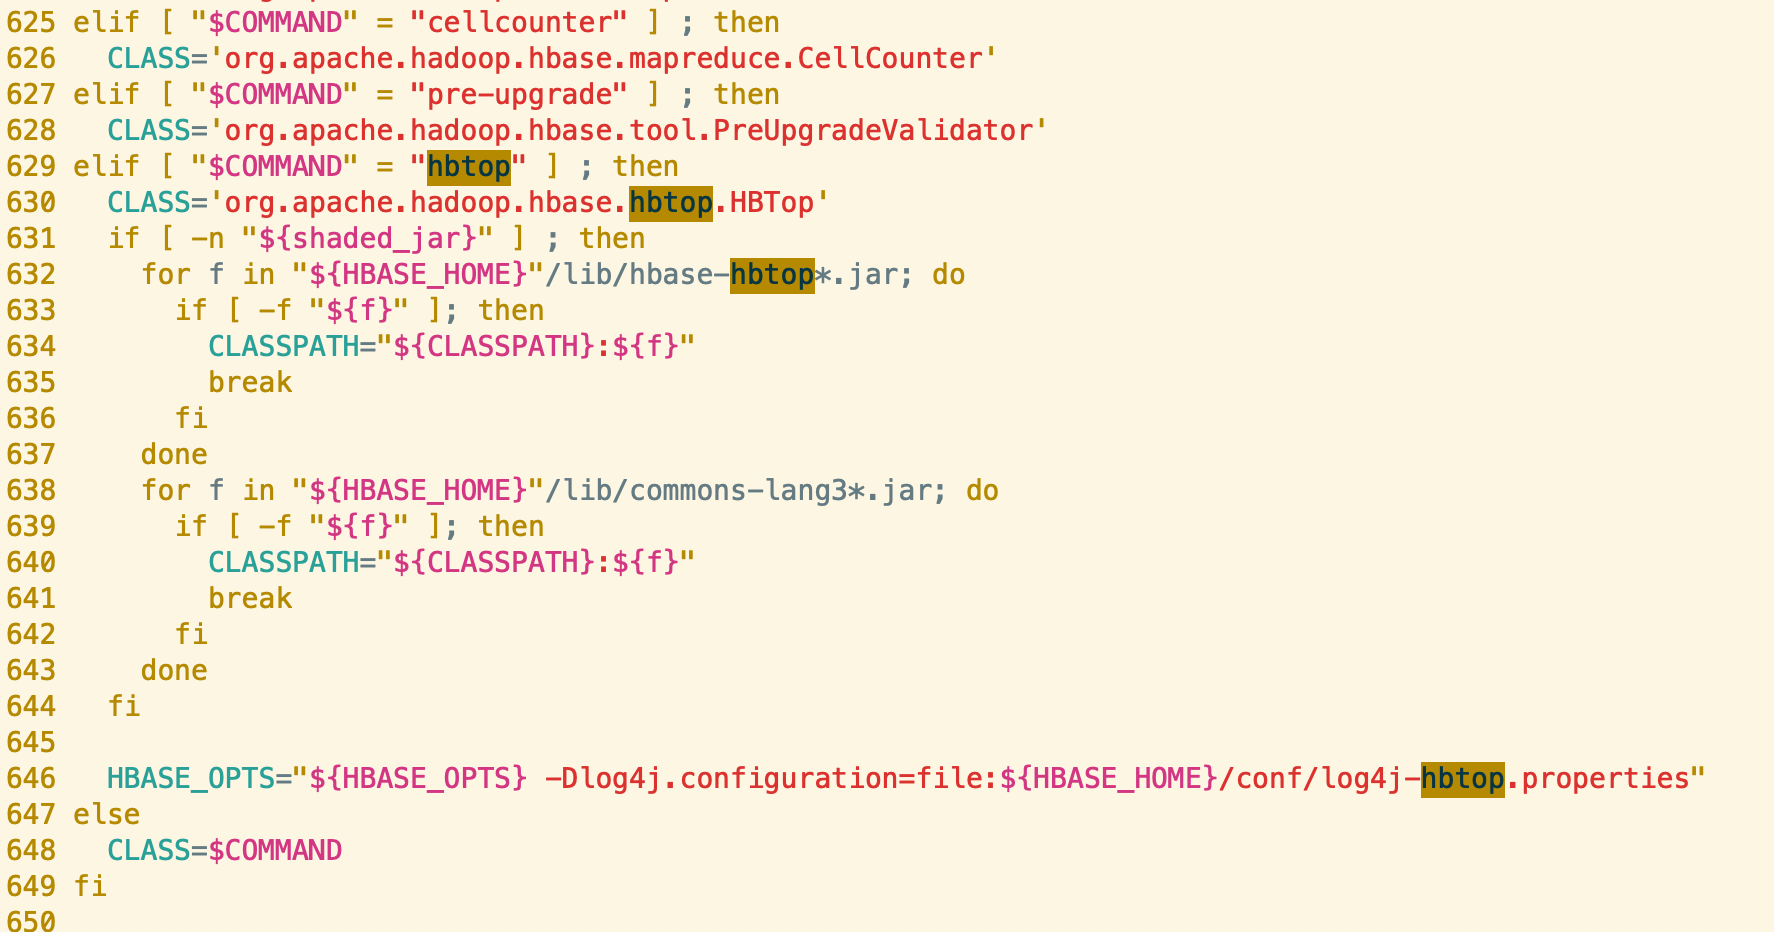 625 elif [ "$COMMAND" = "cellcounter" ] ; then
626   CLASS='org.apache.hadoop.hbase.mapreduce.CellCounter'
627 elif [ "$COMMAND" = "pre-upgrade" ] ; then
628   CLASS='org.apache.hadoop.hbase.tool.PreUpgradeValidator'
629 elif [ "$COMMAND" = "hbtop" ] ; then
630   CLASS='org.apache.hadoop.hbase.hbtop.HBTop'
631   if [ -n "${shaded_jar}" ] ; then
632     for f in "${HBASE_HOME}"/lib/hbase-hbtop*.jar; do
633       if [ -f "${f}" ]; then
634         CLASSPATH="${CLASSPATH}:${f}"
635         break
636       fi
637     done
638     for f in "${HBASE_HOME}"/lib/commons-lang3*.jar; do
639       if [ -f "${f}" ]; then
640         CLASSPATH="${CLASSPATH}:${f}"
641         break
642       fi
643     done
644   fi
645
646   HBASE_OPTS="${HBASE_OPTS} -Dlog4j.configuration=file:${HBASE_HOME}/conf/log4j-hbtop.properties"
647 else
648   CLASS=$COMMAND
649 fi
650